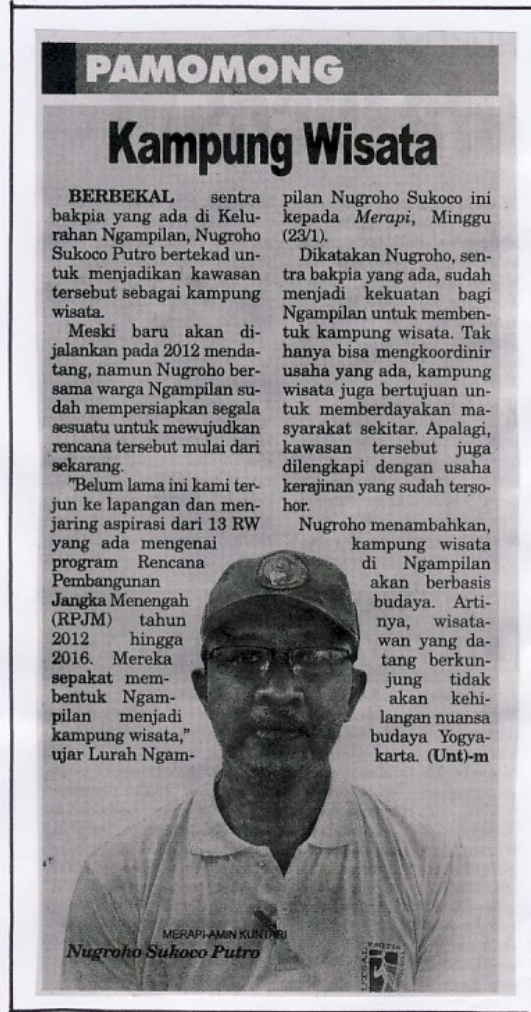 PAMOMONG
Kampung Wisata
BERBEKAL sentra
bakpia yang ada di Kelu-
rahan Ngampilan, Nugroho
Sukoco Putro bertekad un-
tuk menjadikan kawasan
tersebut sebagai kampung
wisata.
Meski baru akan di-
jalankan pada 2012 menda-
tang, namun Nugroho ber-
sama warga Ngampilan su-
dah mempersiapkan segala
sesuatu untuk mewujudkan
rencana tersebut mulai dari
sekarang.
"Belum lama ini kami ter-
jun ke lapangan dan men-
jaring aspirasi dari 13 RW
yang ada mengenai
program Rencana
Pembangunan
Jangka Menengah
(RPJM) tahun
2012 hingga
2016. Mereka
sepakat mem-
bentuk Ngam-
pilan menjadi
kampung wisata,"
ujar Lurah Ngam-
pilan Nugroho Sukoco ini
kepada Merapi, Minggu
(23/1).
Dikatakan Nugroho, sen-
tra bakpia yang ada, sudah
menjadi kekuatan bagi
Ngampilan untuk memben-
tuk kampung wisata. Tak
hanya bisa mengkoordinir
usaha yang ada, kampung
wisata juga bertujuan un-
tuk memberdayakan ma-
syarakat sekitar. Apalagi,
kawasan tersebut juga
dilengkapi dengan usaha
kerajinan yang sudah terso-
hor.
Nugroho menambahkan,
kampung wisata
di Ngampilan
akan berbasis
budaya. Arti-
nya, wisata-
wan yang da-
tang berkun-
jung tidak
akan kehi-
langan nuansa
budaya Yogya-
karta. (Unt)-m
MERAPI-AMIN KUNTARI
Nugroho Sukoco Putro